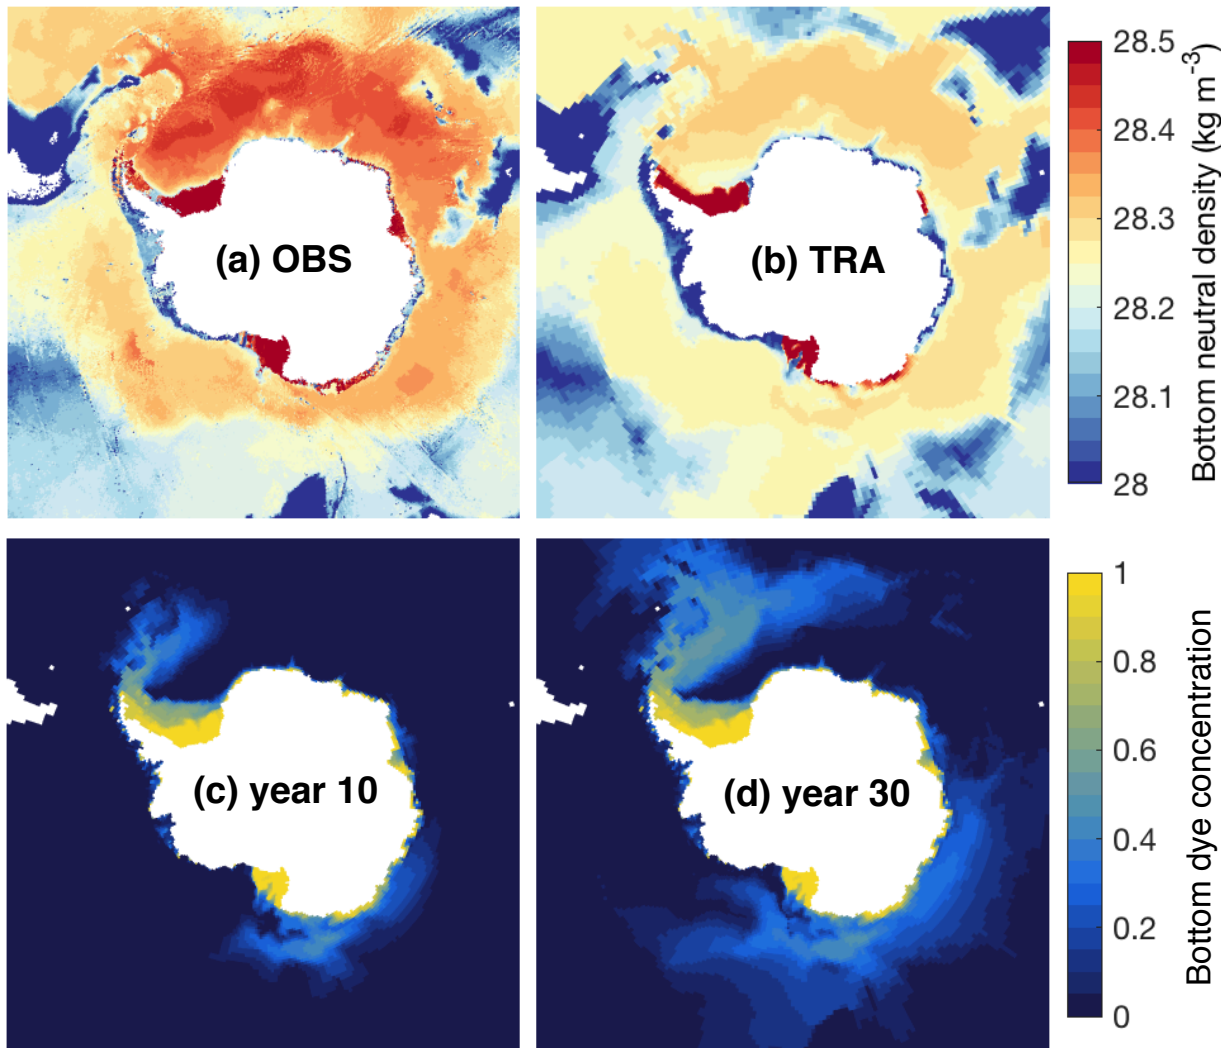 (a) OBS
(b) TRA
28.5
28.4
28.3
28.2
28.1
28
Bottom neutral density (kg m⁻³)
(c) year 10
(d) year 30
1
0.8
0.6
0.4
0.2
0
Bottom dye concentration